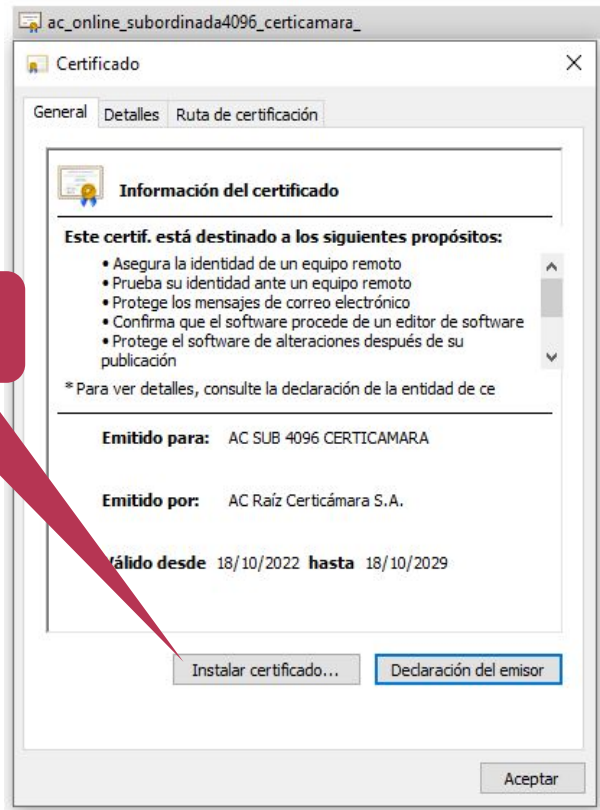 ac_online_subordinada4096_certicamara_
Certificado
General Detalles Ruta de certificación
Información del certificado
Este certif. está destinado a los siguientes propósitos:
• Asegura la identidad de un equipo remoto
• Prueba su identidad ante un equipo remoto
• Protege los mensajes de correo electrónico
• Confirma que el software procede de un editor de software
• Protege el software de alteraciones después de su
publicación
* Para ver detalles, consulte la declaración de la entidad de ce
Emitido para: AC SUB 4096 CERTICAMARA
Emitido por: AC Raíz Certicámara S.A.
Válido desde 18/10/2022 hasta 18/10/2029
Instalar certificado... Declaración del emisor
Aceptar